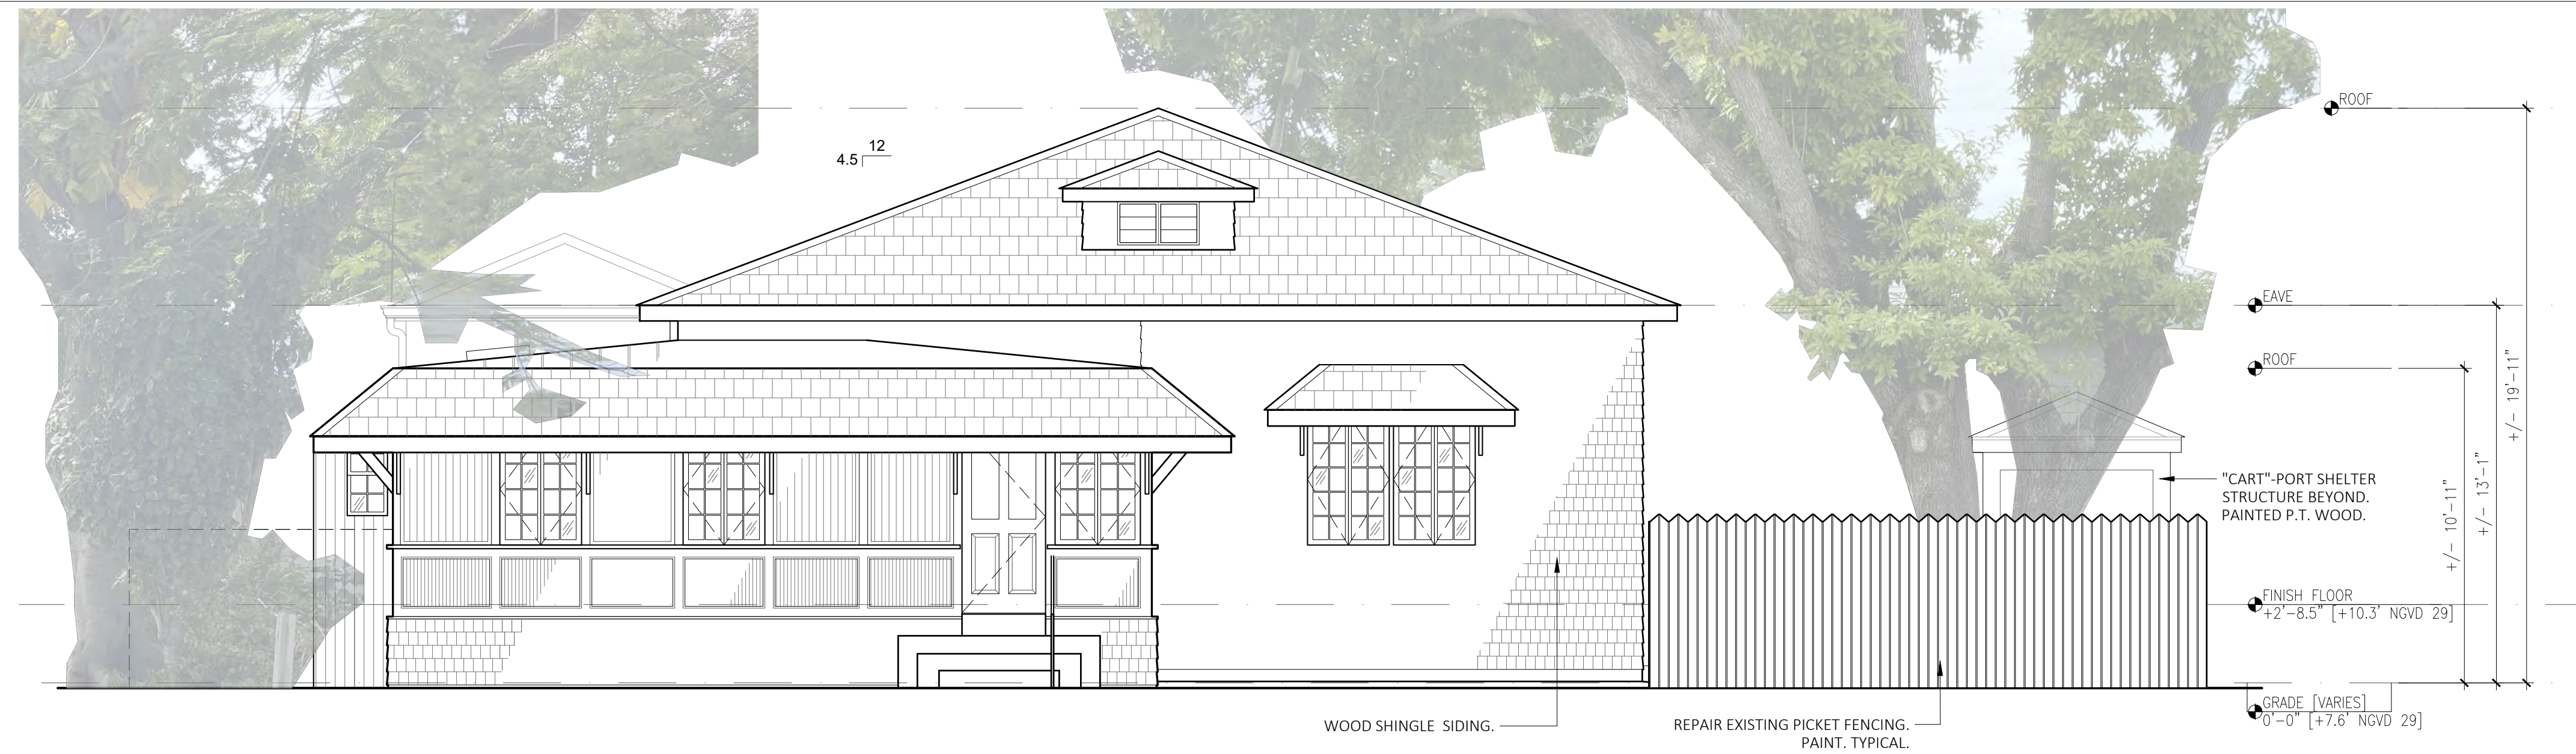 ROOF
12
4.5
EAVE
ROOF
+/- 19'-11"
+/- 13'-1"
+/- 10'-11"
"CART"-PORT SHELTER
STRUCTURE BEYOND.
PAINTED P.T. WOOD.
FINISH FLOOR
+2'-8.5" [+10.3' NGVD 29]
GRADE [VARIES]
0'-0" [+7.6' NGVD 29]
WOOD SHINGLE SIDING.
REPAIR EXISTING PICKET FENCING.
PAINT. TYPICAL.